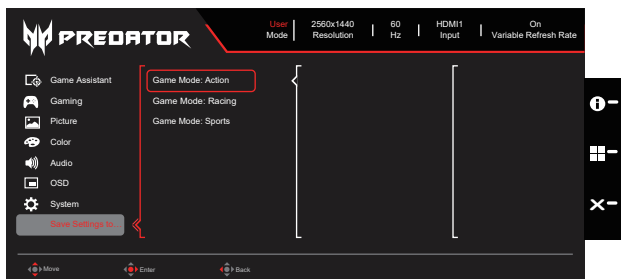 PREDATOR
User Mode
2560x1440 Resolution
60 Hz
HDMI1 Input
On Variable Refresh Rate
Game Assistant
Gaming
Picture
Color
Audio
OSD
System
Save Settings to ...
Game Mode: Action
Game Mode: Racing
Game Mode: Sports
Move
Enter
Back